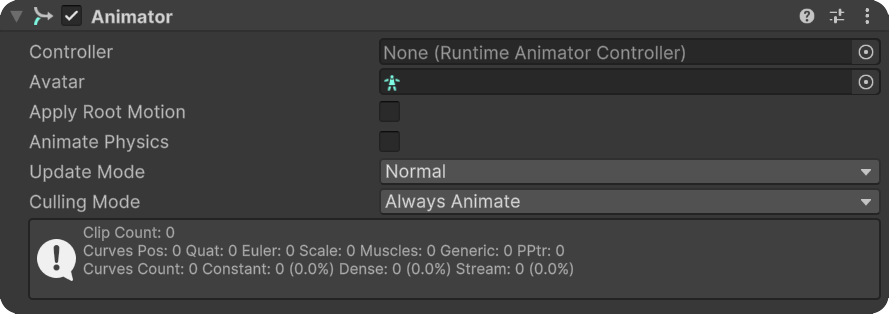 Animator
Controller None (Runtime Animator Controller)
Avatar
Apply Root Motion
Animate Physics
Update Mode Normal
Culling Mode Always Animate
Clip Count: 0
Curves Pos: 0 Quat: 0 Euler: 0 Scale: 0 Muscles: 0 Generic: 0 PPtr: 0
Curves Count: 0 Constant: 0 (0.0%) Dense: 0 (0.0%) Stream: 0 (0.0%)